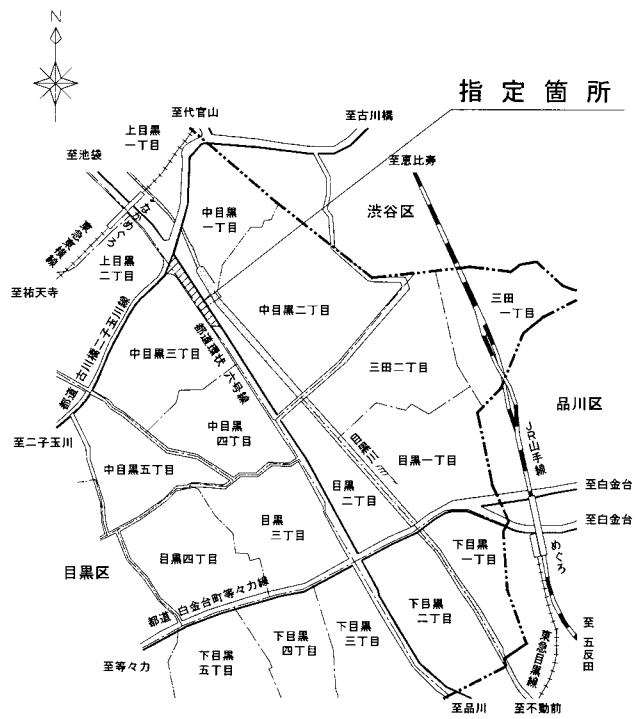 N
指定箇所
至代官山
至古川橋
上目黒
一丁目
至池袋
至恵比寿
なかめぐろ
中目黒
一丁目
渋谷区
東急東横線
上目黒
二丁目
至祐天寺
三田
一丁目
中目黒二丁目
都道 古川橋二子玉川線
中目黒三丁目
都道環状六号線
三田二丁目
品川区
JR山手線
中目黒
四丁目
目黒川
至二子玉川
中目黒五丁目
目黒一丁目
目黒
二丁目
至白金台
至白金台
目黒
三丁目
下目黒
一丁目
めぐろ
目黒四丁目
目黒区
都道 白金台町等々力線
下目黒
二丁目
下目黒
三丁目
下目黒
四丁目
下目黒
五丁目
至等々力
東急目黒線
至五反田
至品川
至不動前